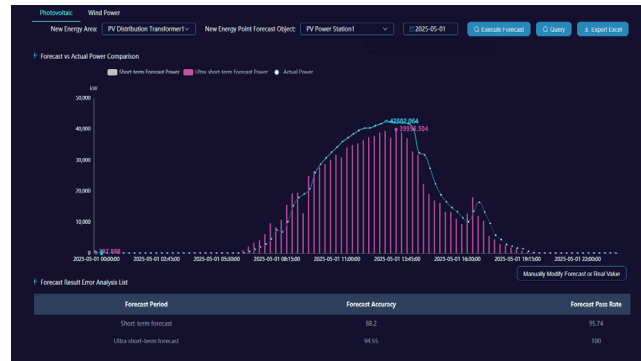 Photovoltaic Wind Power
New Energy Area: PV Distribution Transformer1 New Energy Point Forecast Object: PV Power Station1 2025-05-01 Execute Forecast Query Export Excel
Forecast vs Actual Power Comparison
Short-term Forecast Power Ultra-short-term Forecast Power Actual Power
kW
50,000
42502.064
40,000
39996.504
30,000
20,000
10,000
0
2025-05-01 00:00 2025-05-01 02:45:00 2025-05-01 05:30:00 2025-05-01 08:15:00 2025-05-01 11:00:00 2025-05-01 13:45:00 2025-05-01 16:30:00 2025-05-01 19:15:00 2025-05-01 22:00:00
Manually Modify Forecast or Real Value
Forecast Result Error Analysis List
Forecast Period Forecast Accuracy Forecast Pass Rate
Short-term forecast 88.2 95.74
Ultra short-term forecast 94.55 100